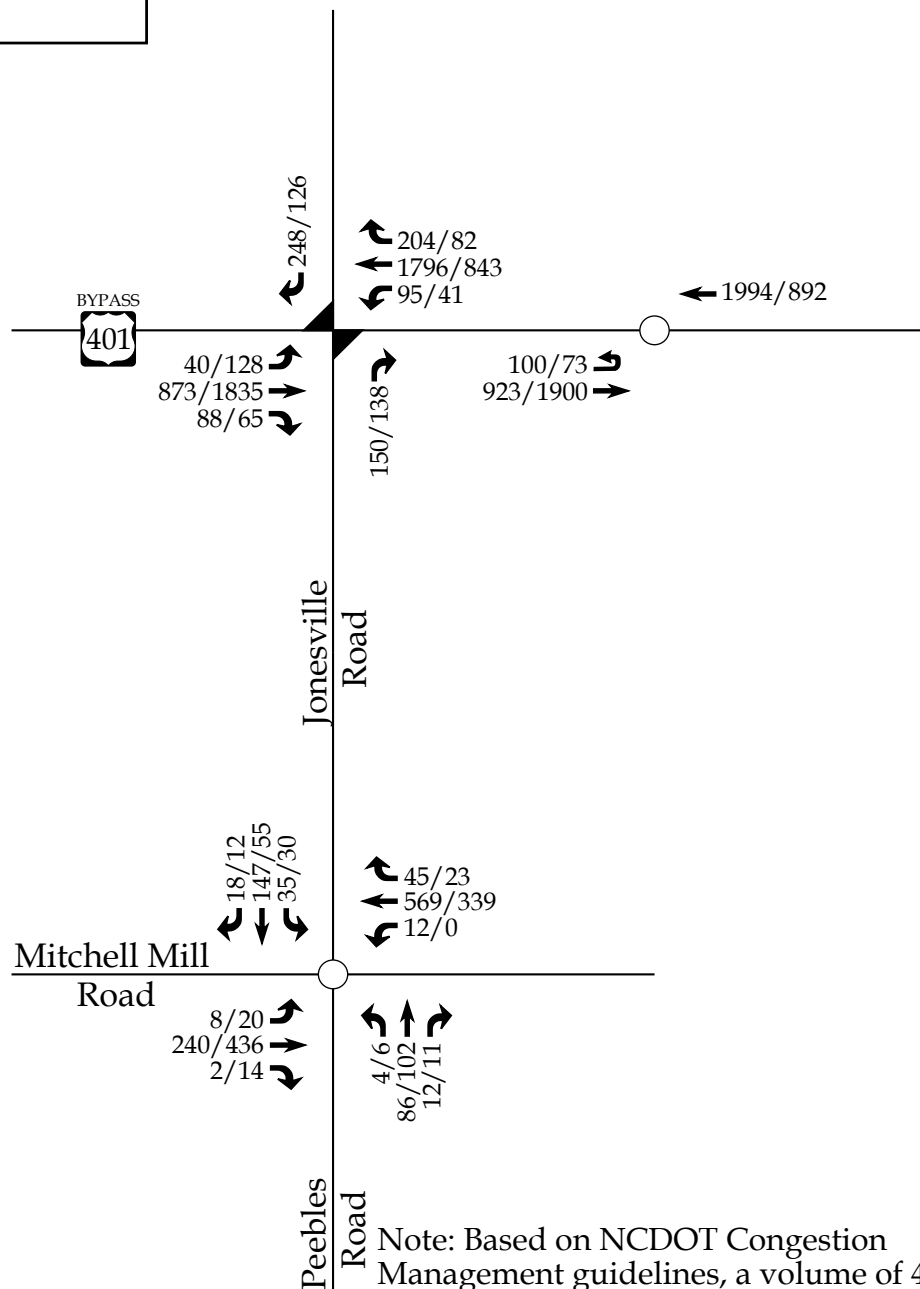 248/126
204/82
1796/843
95/41
1994/892
BYPASS
401
40/128
873/1835
88/65
150/138
100/73
923/1900
Jonesville
Road
18/12
147/55
35/30
45/23
569/339
12/0
Mitchell Mill
Road
8/20
240/436
2/14
4/6
86/102
12/11
Peebles
Road
Note: Based on NCDOT Congestion
Management guidelines, a volume of 4